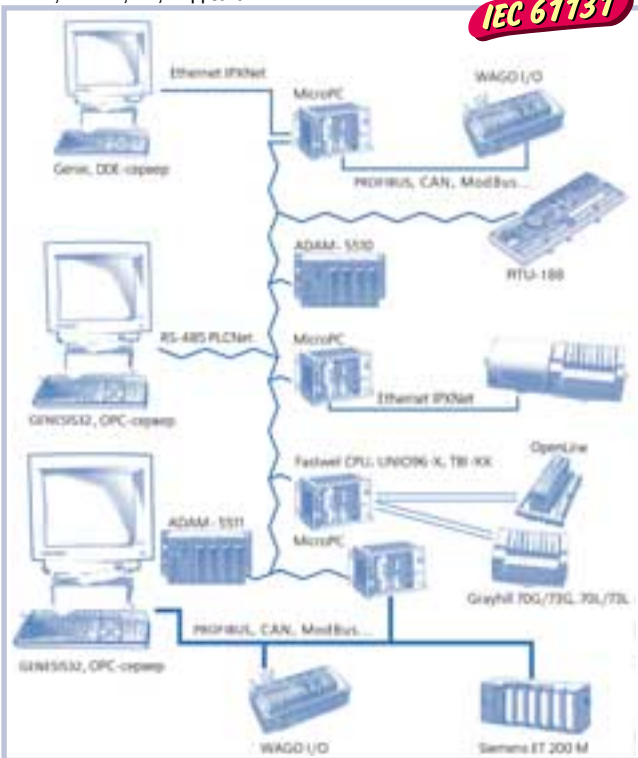 IEC 61131
Ethernet IPXNet
MicroPC
WAGO I/O
Genie, DDE-сервер
PROFIBUS, CAN, ModBus...
ADAM-5510
RTU-188
RS-485 PLCNet
MicroPC
Ethernet IPXNet
GENESIS32, OPC-сервер
Fastwel CPU, UNIO96-X, TBI-XX
OpenLine
ADAM-5511
MicroPC
Grayhill 70G/73G, 70L/73L
PROFIBUS, CAN, ModBus...
GENESIS32, OPC-сервер
WAGO I/O
Siemens ET 200 M